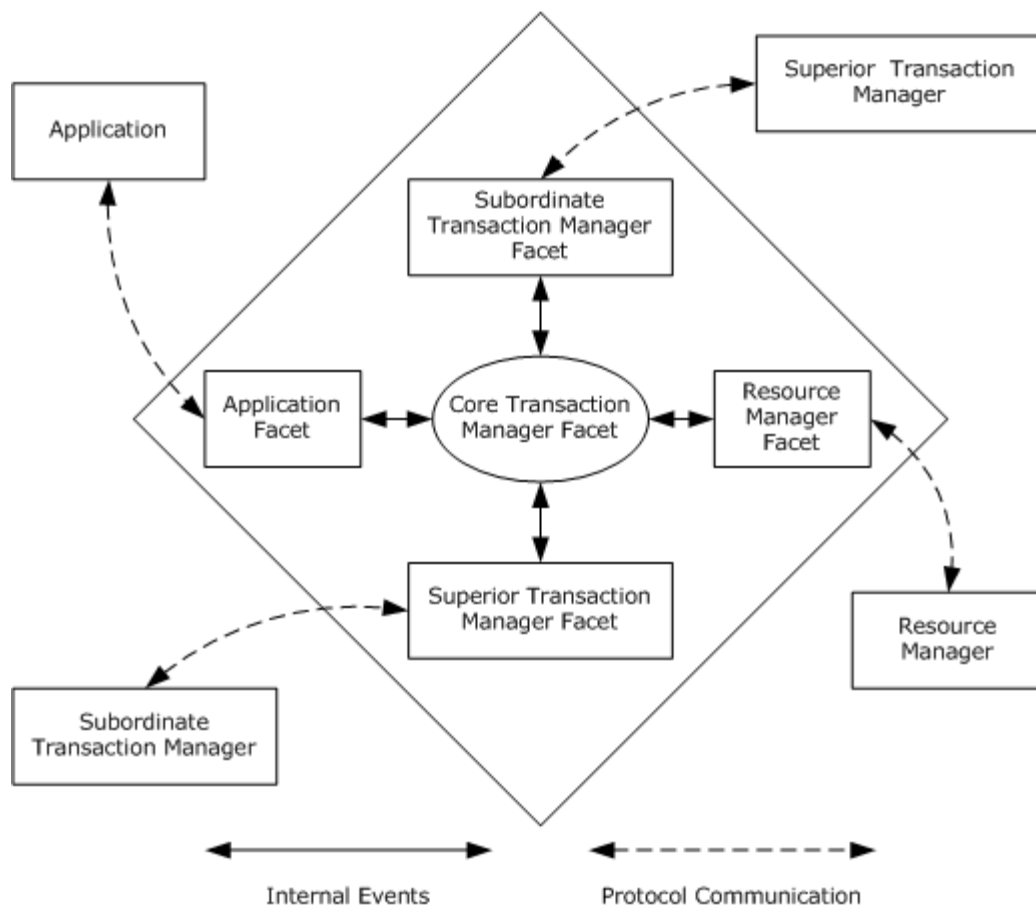 Superior Transaction
Manager
Application
Subordinate
Transaction Manager
Facet
Application
Facet
Core Transaction
Manager Facet
Resource
Manager
Facet
Superior Transaction
Manager Facet
Resource
Manager
Subordinate
Transaction Manager
Internal Events
Protocol Communication